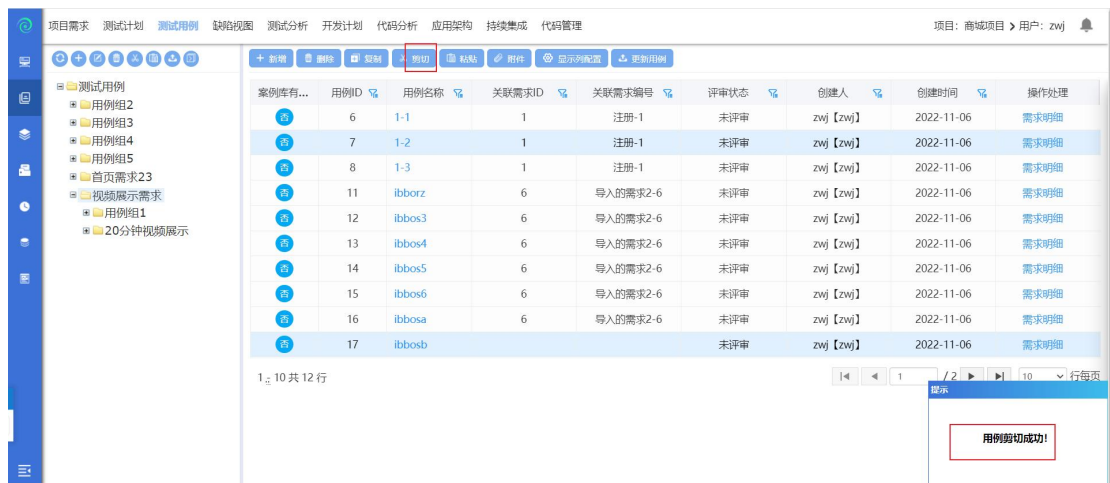 项目需求 测试计划 测试用例 缺陷视图 测试分析 开发计划 代码分析 应用架构 持续集成 代码管理 项目：商城项目 > 用户：zwj
+ 新增 删除 复制 剪切 粘贴 附件 显示列配置 更新用例
测试用例
用例组2
用例组3
用例组4
用例组5
首页需求23
视频展示需求
用例组1
20分钟视频展示
案例库有... 用例ID 用例名称 关联需求ID 关联需求编号 评审状态 创建人 创建时间 操作处理
否 6 1-1 1 注册-1 未评审 zwj【zwj】 2022-11-06 需求明细
否 7 1-2 1 注册-1 未评审 zwj【zwj】 2022-11-06 需求明细
否 8 1-3 1 注册-1 未评审 zwj【zwj】 2022-11-06 需求明细
否 11 ibborz 6 导入的需求2-6 未评审 zwj【zwj】 2022-11-06 需求明细
否 12 ibbos3 6 导入的需求2-6 未评审 zwj【zwj】 2022-11-06 需求明细
否 13 ibbos4 6 导入的需求2-6 未评审 zwj【zwj】 2022-11-06 需求明细
否 14 ibbos5 6 导入的需求2-6 未评审 zwj【zwj】 2022-11-06 需求明细
否 15 ibbos6 6 导入的需求2-6 未评审 zwj【zwj】 2022-11-06 需求明细
否 16 ibbosa 6 导入的需求2-6 未评审 zwj【zwj】 2022-11-06 需求明细
否 17 ibbosb 未评审 zwj【zwj】 2022-11-06 需求明细
1 - 10 共 12 行 1 / 2 10 行每页
提示
用例剪切成功!